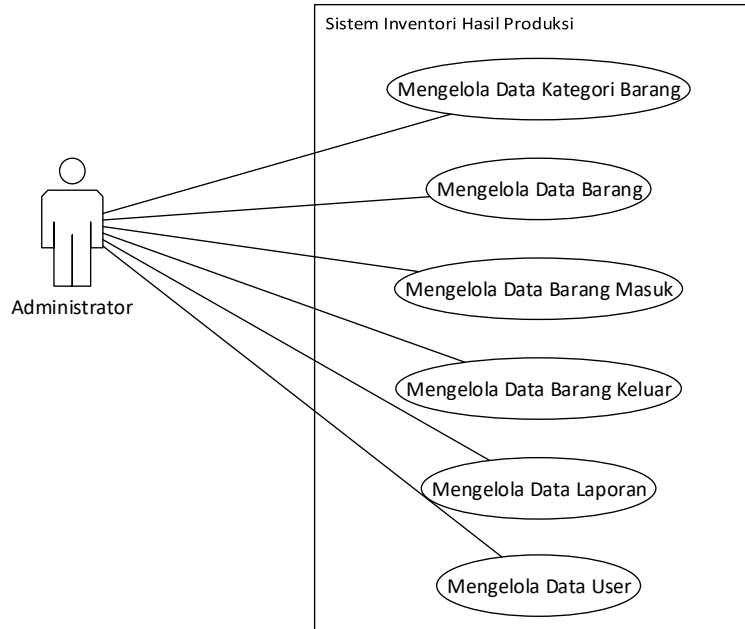 Sistem Inventori Hasil Produksi
Mengelola Data Kategori Barang
Mengelola Data Barang
Mengelola Data Barang Masuk
Administrator
Mengelola Data Barang Keluar
Mengelola Data Laporan
Mengelola Data User